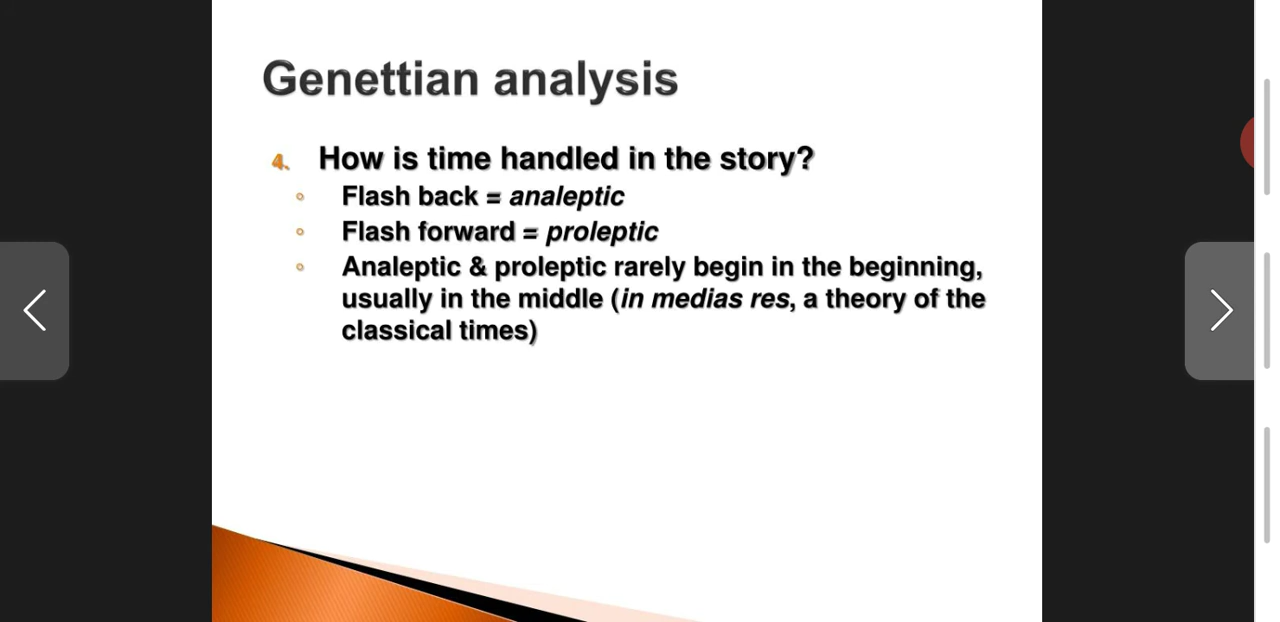 Genettian analysis
4. How is time handled in the story?
Flash back = analeptic
Flash forward = proleptic
Analeptic & proleptic rarely begin in the beginning,
usually in the middle (in medias res, a theory of the
classical times)